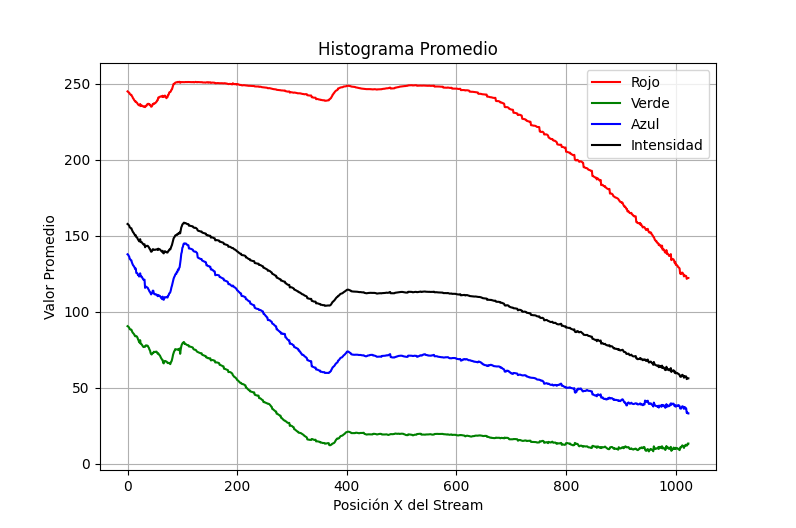 Histograma Promedio
Valor Promedio
250
200
150
100
50
0
0 200 400 600 800 1000
Posición X del Stream
Rojo
Verde
Azul
Intensidad